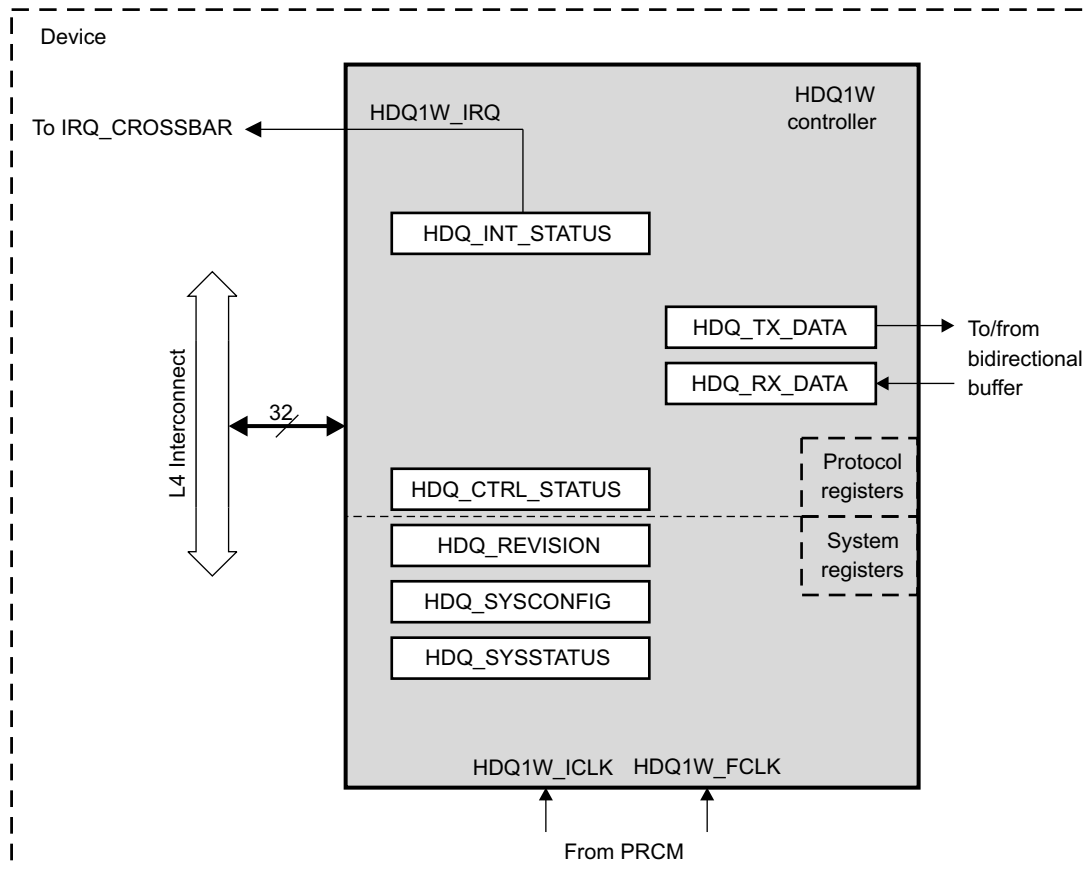 Device
HDQ1W
controller
HDQ1W_IRQ
To IRQ_CROSSBAR
HDQ_INT_STATUS
HDQ_TX_DATA
To/from
bidirectional
buffer
HDQ_RX_DATA
L4 Interconnect
32
Protocol
registers
HDQ_CTRL_STATUS
HDQ_REVISION
System
registers
HDQ_SYSCONFIG
HDQ_SYSSTATUS
HDQ1W_ICLK HDQ1W_FCLK
From PRCM